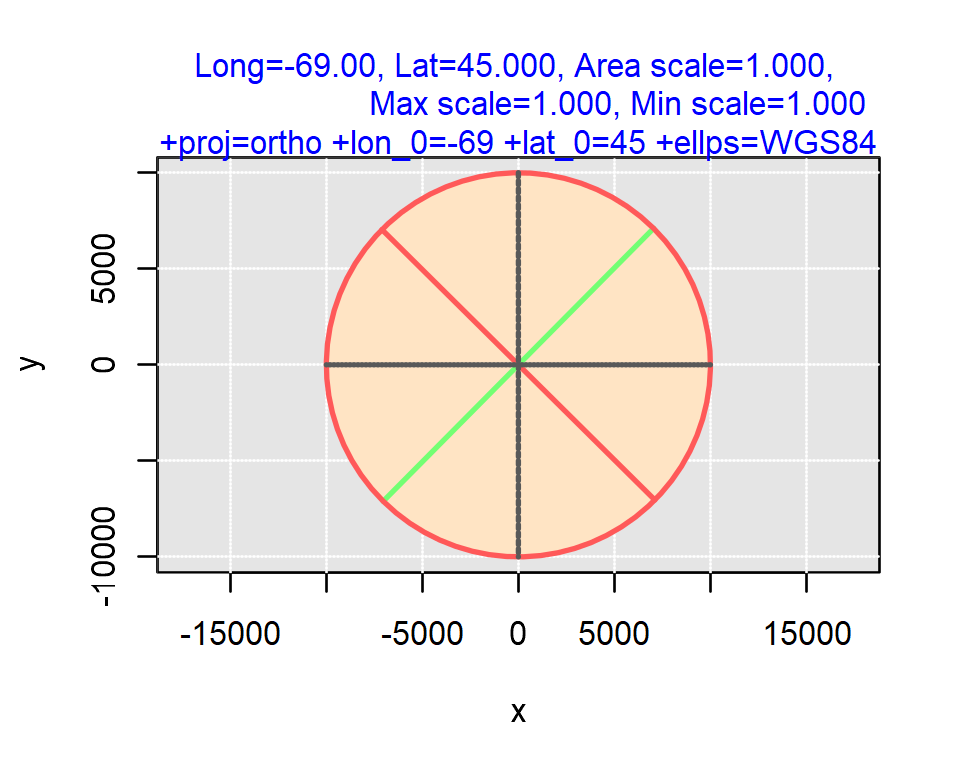 Long=-69.00, Lat=45.000, Area scale=1.000,
Max scale=1.000, Min scale=1.000
+proj=ortho +lon_0=-69 +lat_0=45 +ellps=WGS84
5000
0
-10000
y
-15000 -5000 0 5000 15000
x